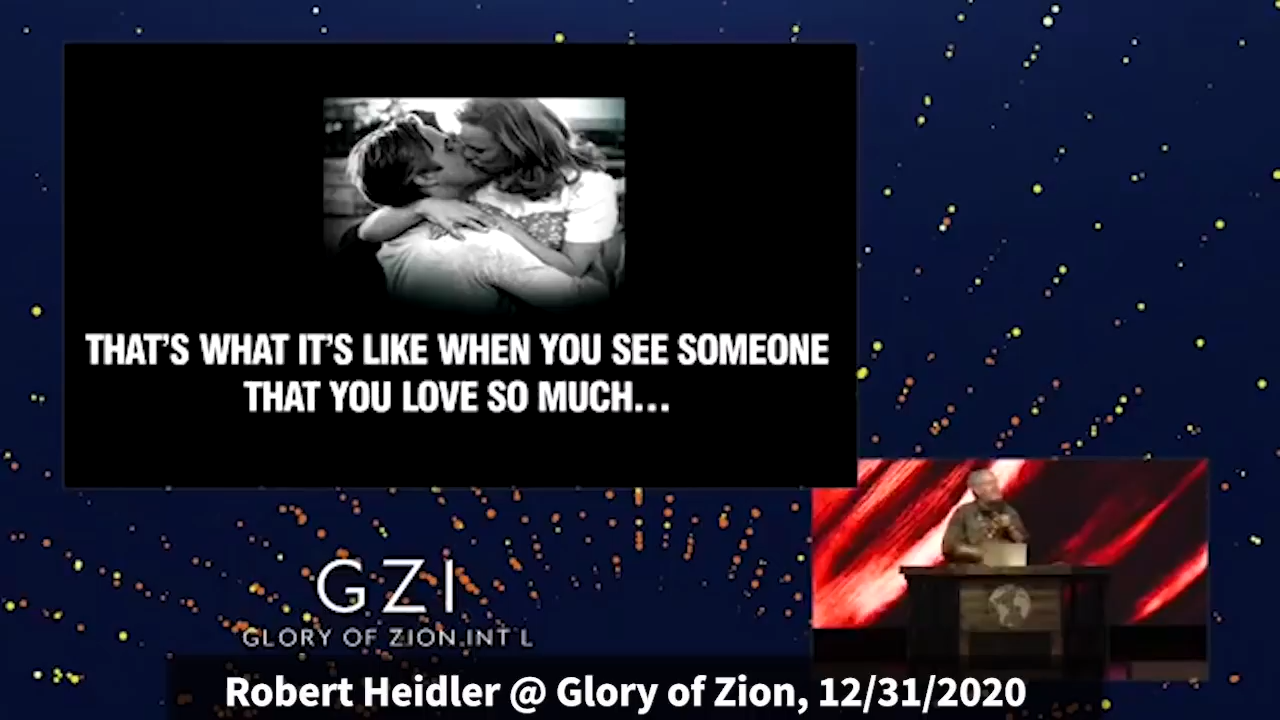 THAT'S WHAT IT'S LIKE WHEN YOU SEE SOMEONE
THAT YOU LOVE SO MUCH...
GZI
GLORY OF ZION INT'L
Robert Heidler @ Glory of Zion, 12/31/2020